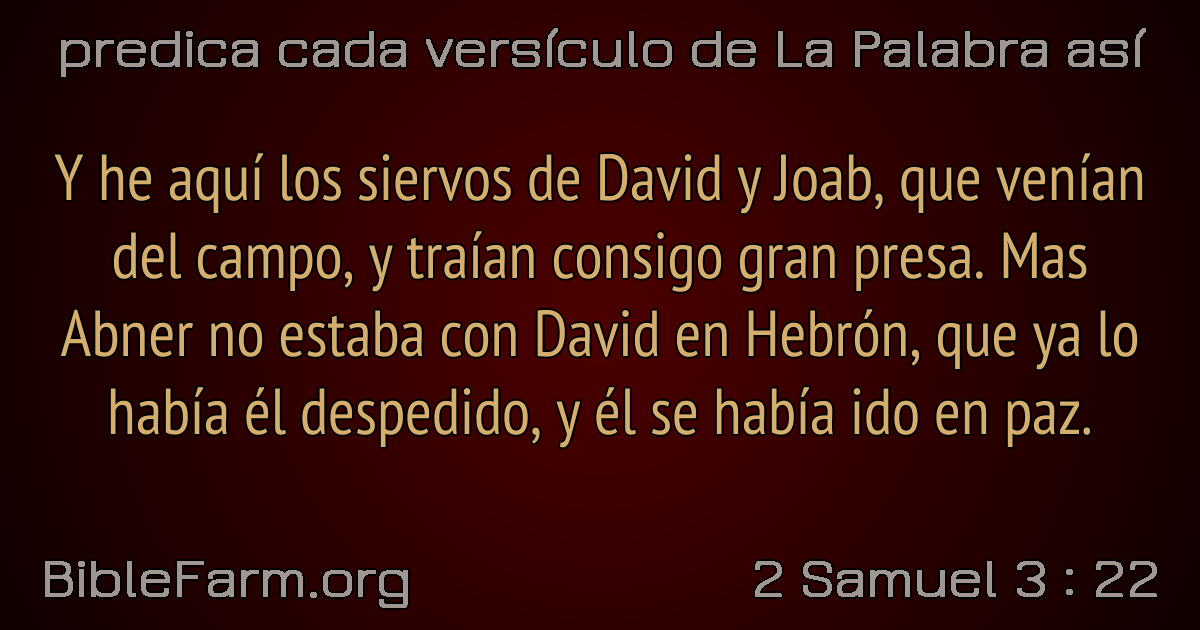 predica cada versículo de La Palabra así
Y he aquí los siervos de David y Joab, que venían
del campo, y traían consigo gran presa. Mas
Abner no estaba con David en Hebrón, que ya lo
había él despedido, y él se había ido en paz.
BibleFarm.org
2 Samuel 3 : 22